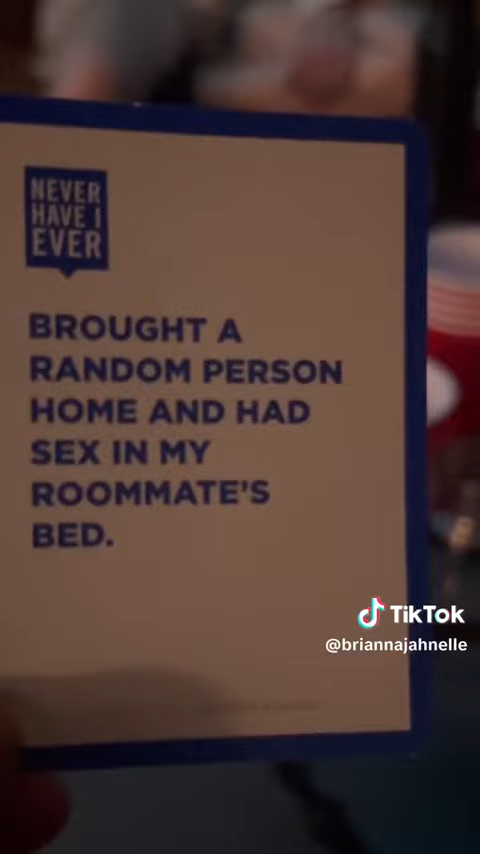 NEVER
HAVE I
EVER
BROUGHT A
RANDOM PERSON
HOME AND HAD
SEX IN MY
ROOMMATE'S
BED.
TikTok
@briannajahnelle